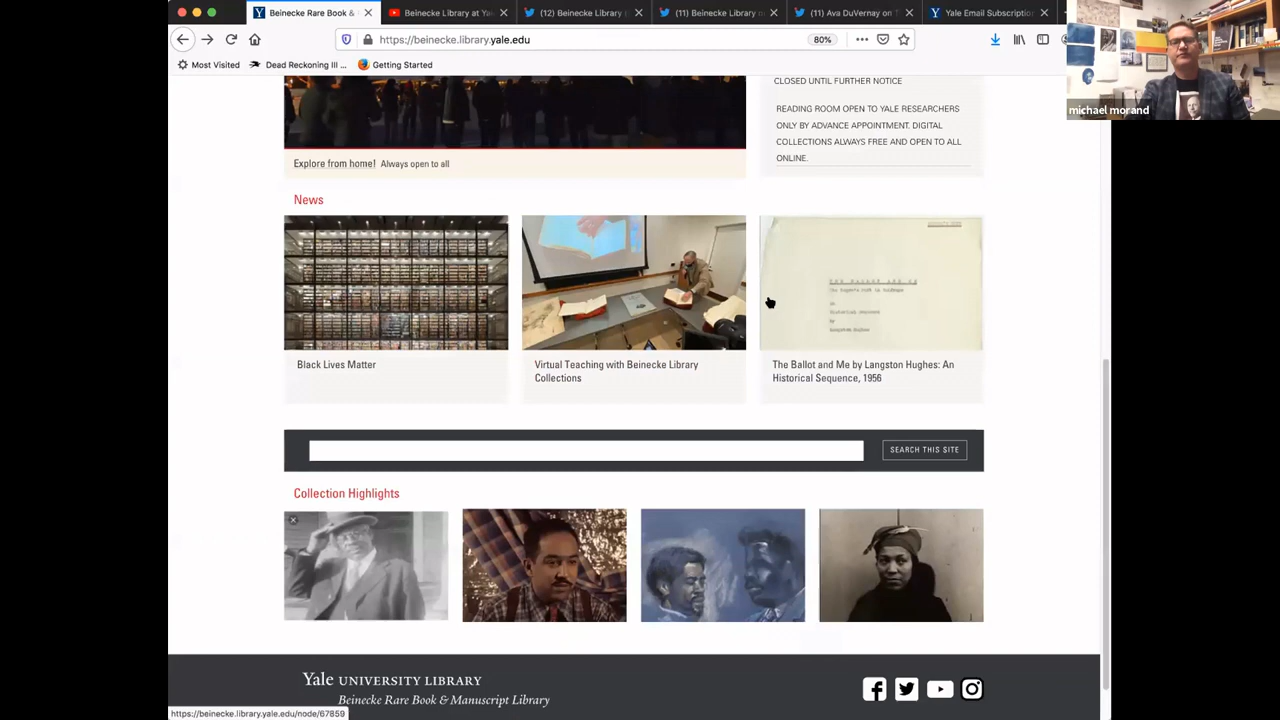 Beinecke Rare Book &
Beinecke Library at Yal
(12) Beinecke Library
(11) Beinecke Library
(11) Ava DuVernay on T
Yale Email Subscription
https://beinecke.library.yale.edu
80%
Most Visited
Dead Reckoning III ...
Getting Started
michael morand
CLOSED UNTIL FURTHER NOTICE
READING ROOM OPEN TO YALE RESEARCHERS
ONLY BY ADVANCE APPOINTMENT. DIGITAL
COLLECTIONS ALWAYS FREE AND OPEN TO ALL
ONLINE.
Explore from home! Always open to all
News
Black Lives Matter
Virtual Teaching with Beinecke Library
Collections
The Ballot and Me by Langston Hughes: An
Historical Sequence, 1956
SEARCH THIS SITE
Collection Highlights
Yale UNIVERSITY LIBRARY
Beinecke Rare Book & Manuscript Library
https://beinecke.library.yale.edu/node/67859